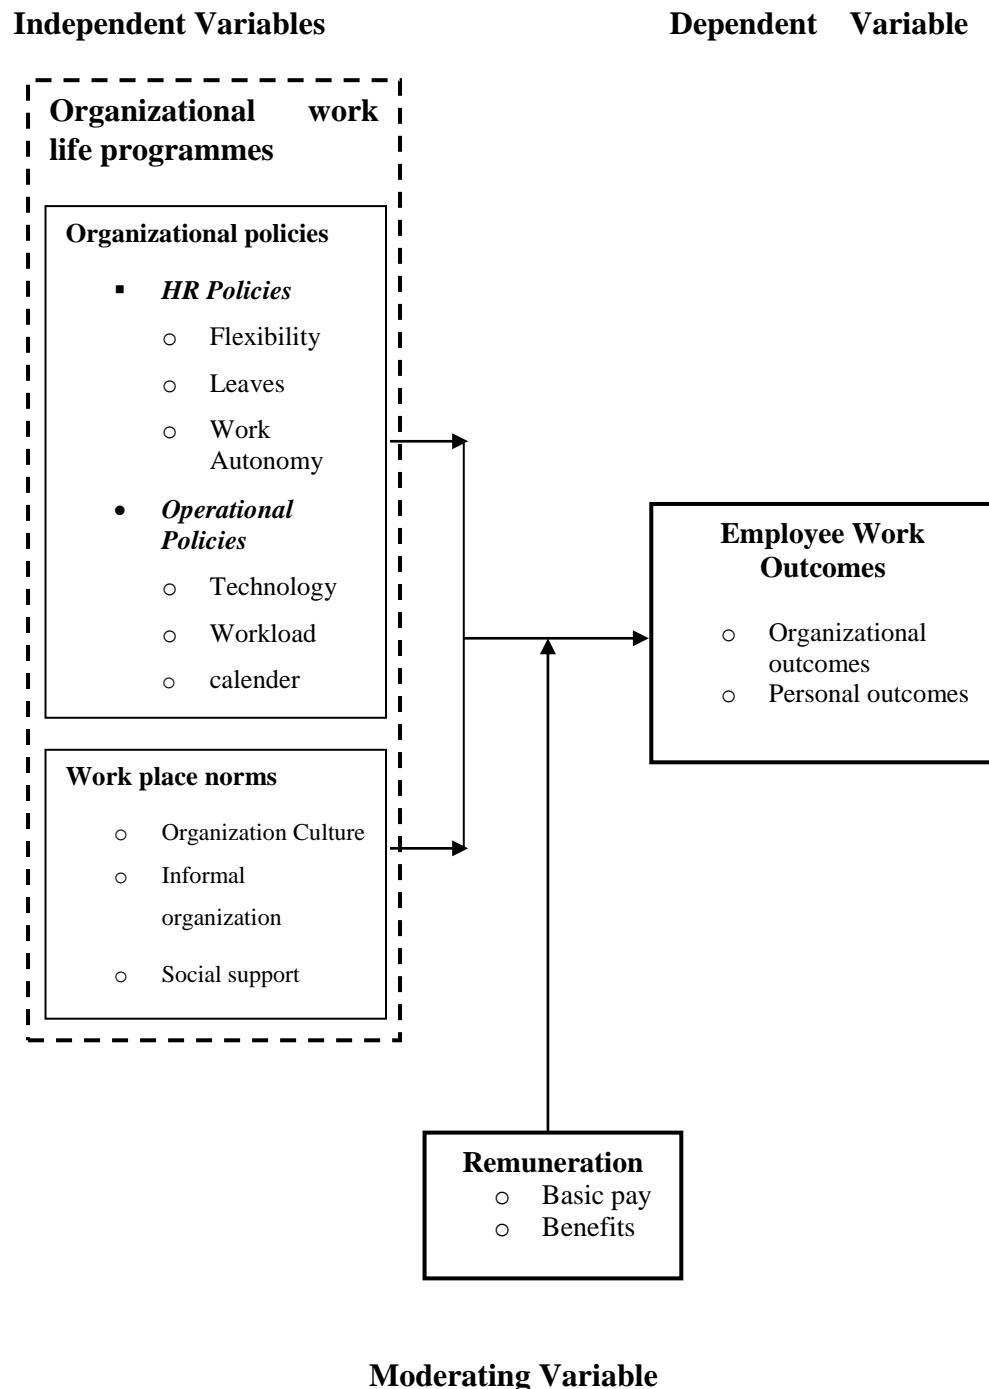 Independent Variables
Dependent Variable
Organizational work
life programmes
Organizational policies
▪ HR Policies
o Flexibility
o Leaves
o Work
Autonomy
• Operational
Policies
o Technology
o Workload
o calender
Work place norms
o Organization Culture
o Informal
organization
o Social support
Employee Work
Outcomes
o Organizational
outcomes
o Personal outcomes
Remuneration
o Basic pay
o Benefits
Moderating Variable